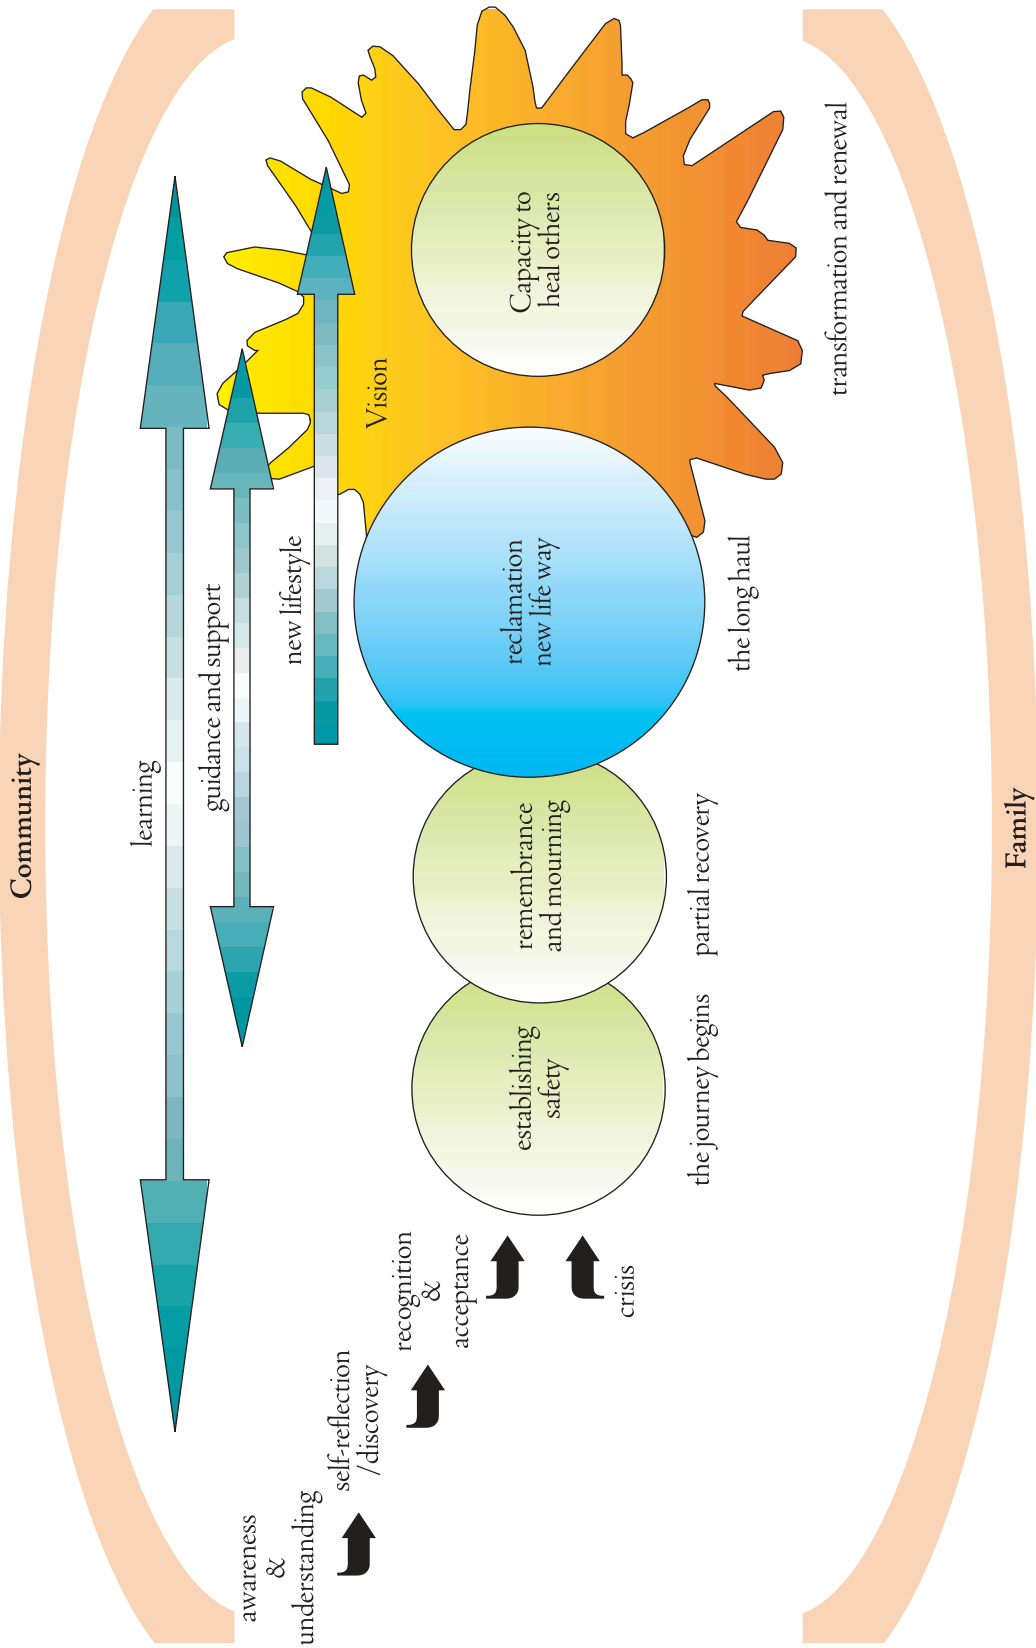 Community
learning
guidance and support
new lifestyle
Vision
awareness
&
understanding
self-reflection
/discovery
recognition
&
acceptance
crisis
establishing
safety
remembrance
and mourning
reclamation
new life way
Capacity to
heal others
the journey begins
partial recovery
the long haul
transformation and renewal
Family